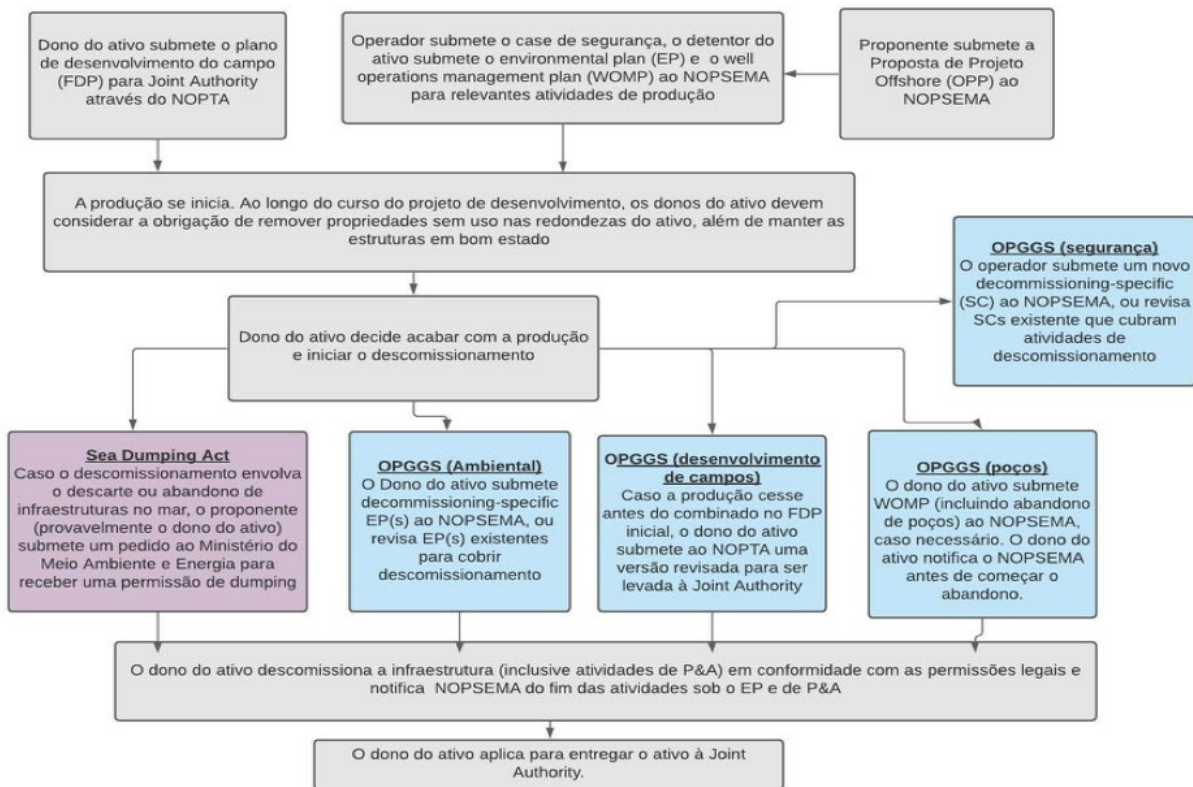 Dono do ativo submete o plano
de desenvolvimento do campo
(FDP) para Joint Authority
através do NOPTA
Operador submete o case de segurança, o detentor do
ativo submete o environmental plan (EP) e o well
operations management plan (WOMP) ao NOPSEMA
para relevantes atividades de produção
Proponente submete a
Proposta de Projeto
Offshore (OPP) ao
NOPSEMA
A produção se inicia. Ao longo do curso do projeto de desenvolvimento, os donos do ativo devem
considerar a obrigação de remover propriedades sem uso nas redondezas do ativo, além de manter as
estruturas em bom estado
OPGGS (segurança)
O operador submete um novo
decommissioning-specific
(SC) ao NOPSEMA, ou revisa
SCs existente que cubram
atividades de
descomissionamento
Dono do ativo decide acabar com a produção
e iniciar o descomissionamento
Sea Dumping Act
Caso o descomissionamento envolva
o descarte ou abandono de
infraestruturas no mar, o proponente
(provavelmente o dono do ativo)
submete um pedido ao Ministério do
Meio Ambiente e Energia para
receber uma permissão de dumping
OPGGS (Ambiental)
O Dono do ativo submete
decommissioning-specific
EP(s) ao NOPSEMA, ou
revisa EP(s) existentes
para cobrir
descomissionamento
OPGGS (desenvolvimento
de campos)
Caso a produção cesse
antes do combinado no FDP
inicial, o dono do ativo
submete ao NOPTA uma
versão revisada para ser
levada à Joint Authority
OPGGS (poços)
O dono do ativo submete
WOMP (incluindo abandono
de poços) ao NOPSEMA,
caso necessário. O dono do
ativo notifica o NOPSEMA
antes de começar o
abandono.
O dono do ativo descomissiona a infraestrutura (inclusive atividades de P&A) em conformidade com as permissões legais e
notifica NOPSEMA do fim das atividades sob o EP e de P&A
O dono do ativo aplica para entregar o ativo à Joint
Authority.